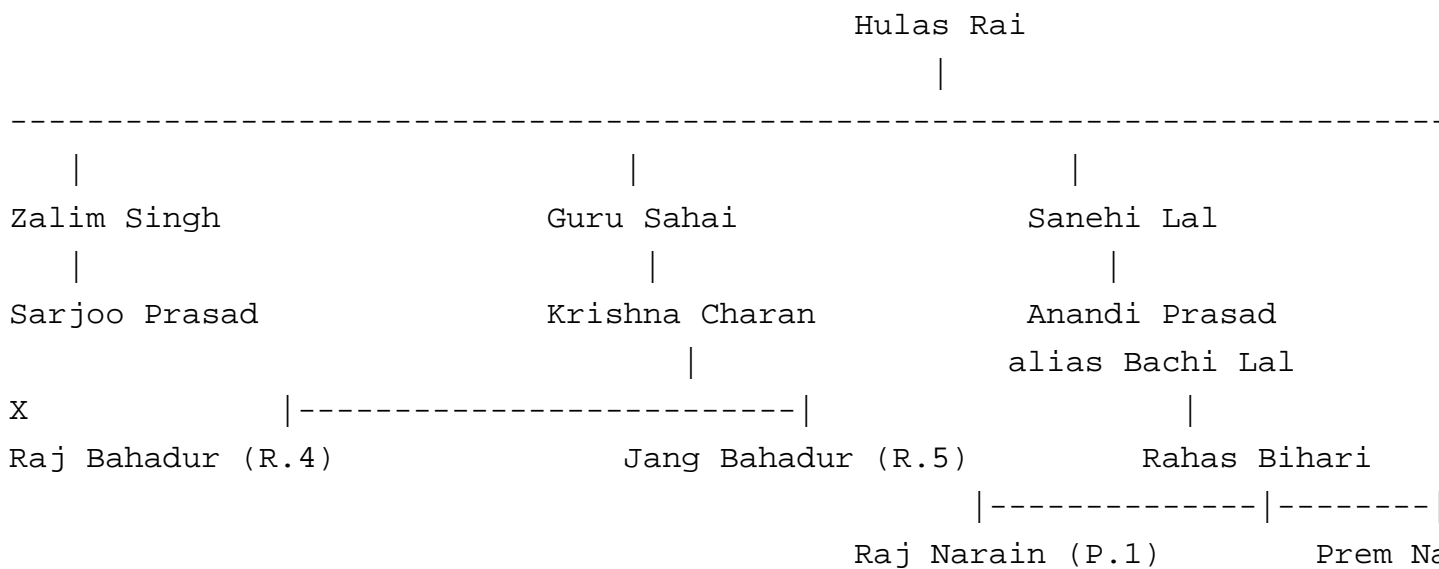 Hulas Rai
Zalim Singh Guru Sahai Sanehi Lal
Sarjoo Prasad Krishna Charan Anandi Prasad
alias Bachi Lal
X
Raj Bahadur (R.4) Jang Bahadur (R.5) Rahas Bihari
Raj Narain (P.1) Prem